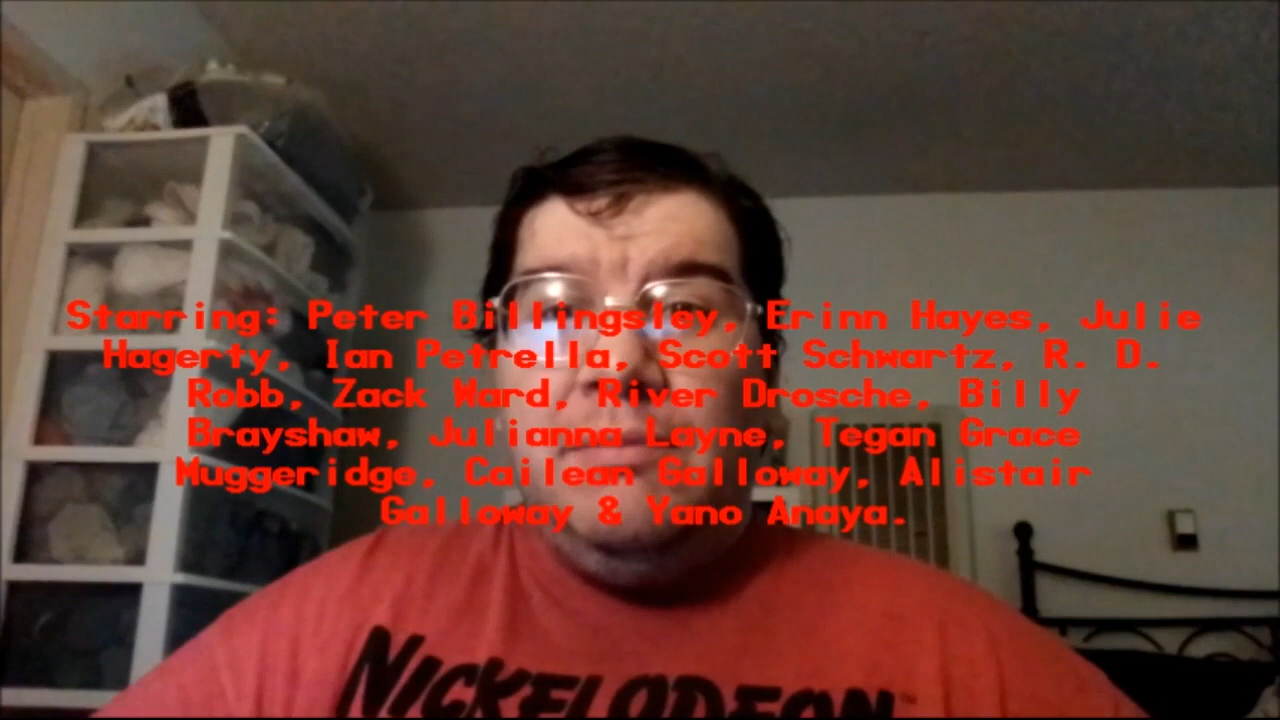 Starring: Peter Billingsley, Erinn Hayes, Julie
Hagerty, Ian Petrella, Scott Schwartz, R. D.
Robb, Zack Ward, River Drosche, Billy
Brayshaw, Julianna Layne, Tegan Grace
Muggeridge, Cailean Galloway, Alistair
Galloway & Yano Anaya.
NICKELODEON™